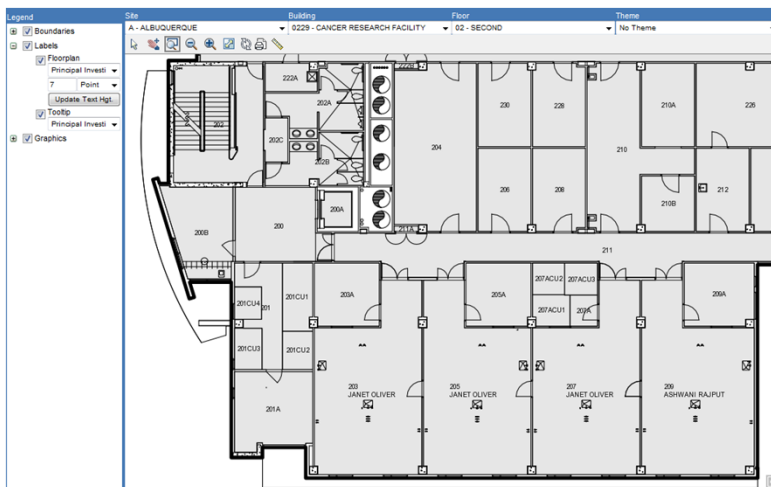 Legend
Boundaries
Labels
Floorplan
Principal Investi
7 Point
Update Text Hgt.
Tooltip
Principal Investi
Graphics
Site Building Floor Theme
A - ALBUQUERQUE 0229 - CANCER RESEARCH FACILITY 02 - SECOND No Theme
222A
222B
202
202A
202C
202B
204
230
228
210
210A
226
206
208
210B
212
200B
200
200A
211A
211
201CU4
201
201CU1
203A
205A
207ACU2 207ACU3
207ACU1 207A
209A
201CU3
201CU2
201A
203
JANET OLIVER
205
JANET OLIVER
207
JANET OLIVER
209
ASHWANI RAJPUT